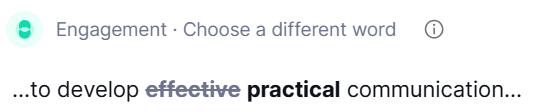 Engagement · Choose a different word
...to develop effective practical communication...